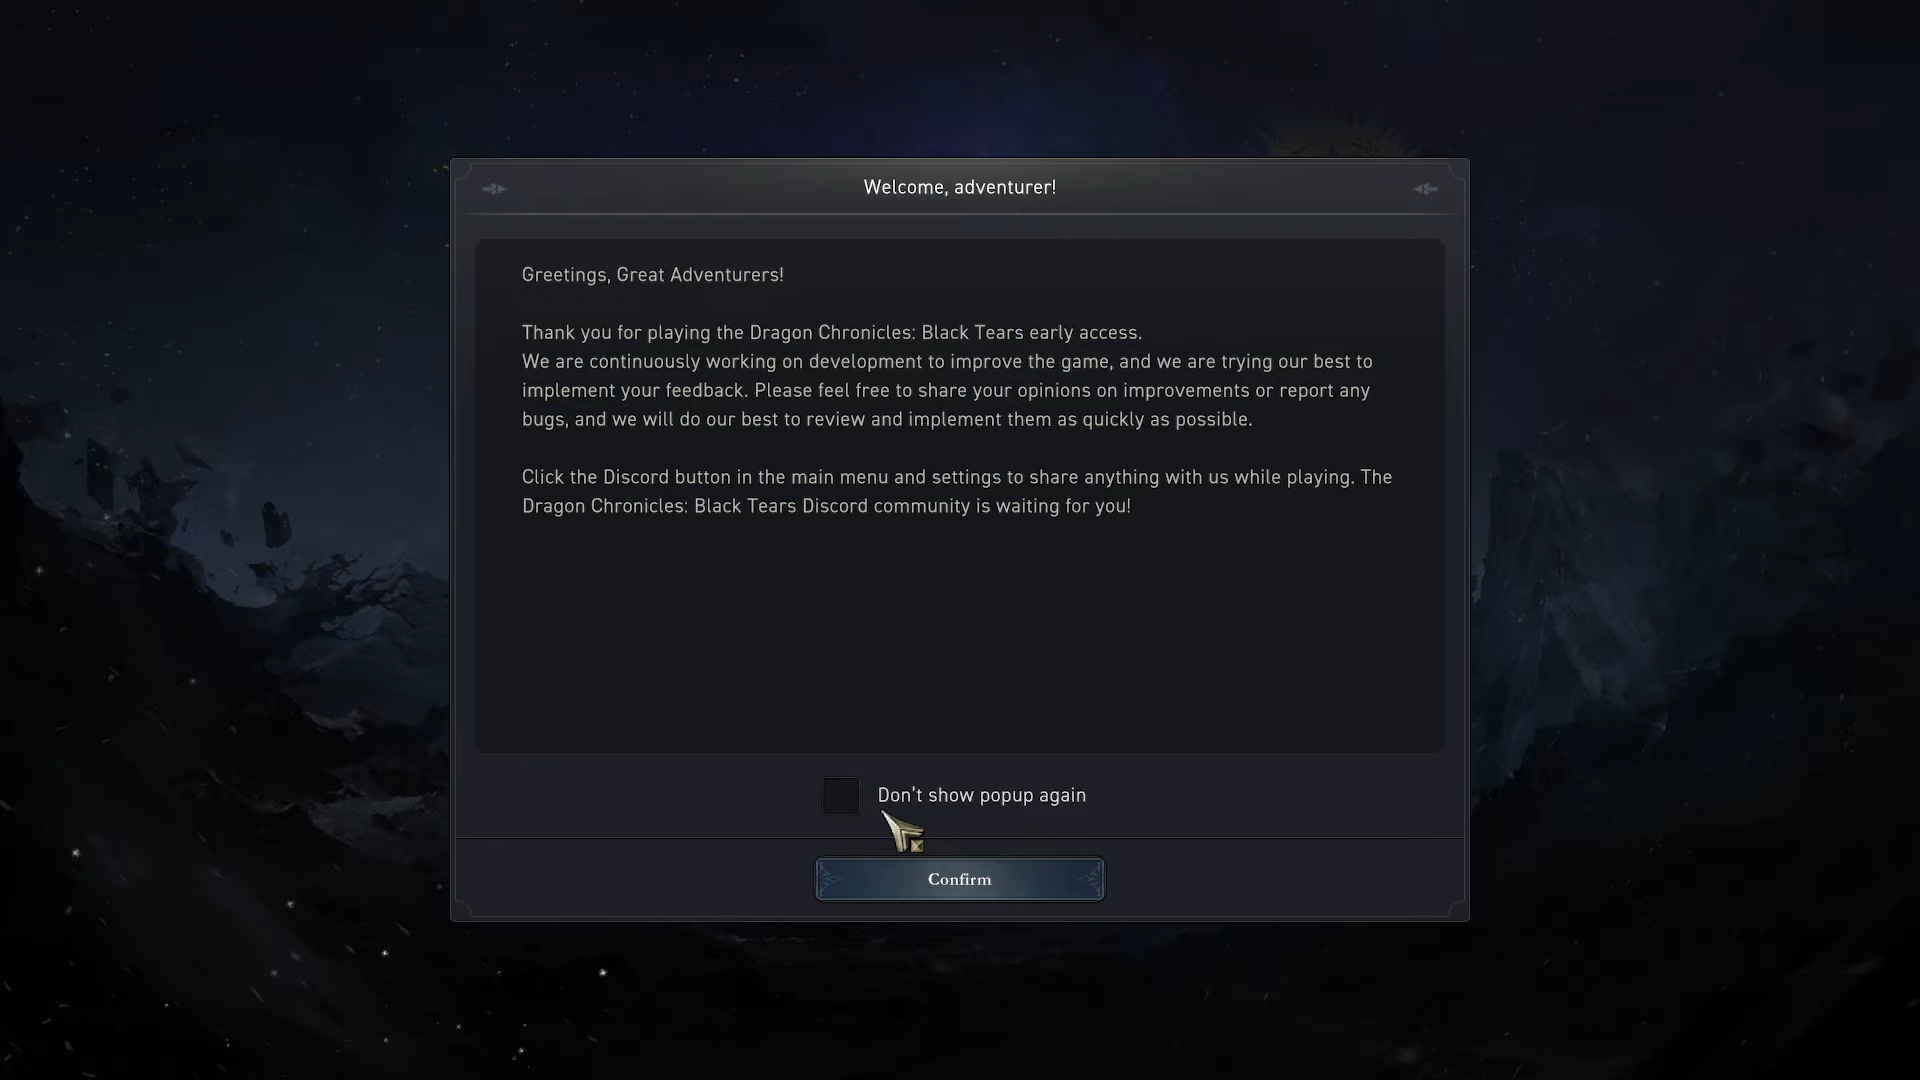 Welcome, adventurer!
Greetings, Great Adventurers!
Thank you for playing the Dragon Chronicles: Black Tears early access.
We are continuously working on development to improve the game, and we are trying our best to
implement your feedback. Please feel free to share your opinions on improvements or report any
bugs, and we will do our best to review and implement them as quickly as possible.
Click the Discord button in the main menu and settings to share anything with us while playing. The
Dragon Chronicles: Black Tears Discord community is waiting for you!
Don't show popup again
Confirm